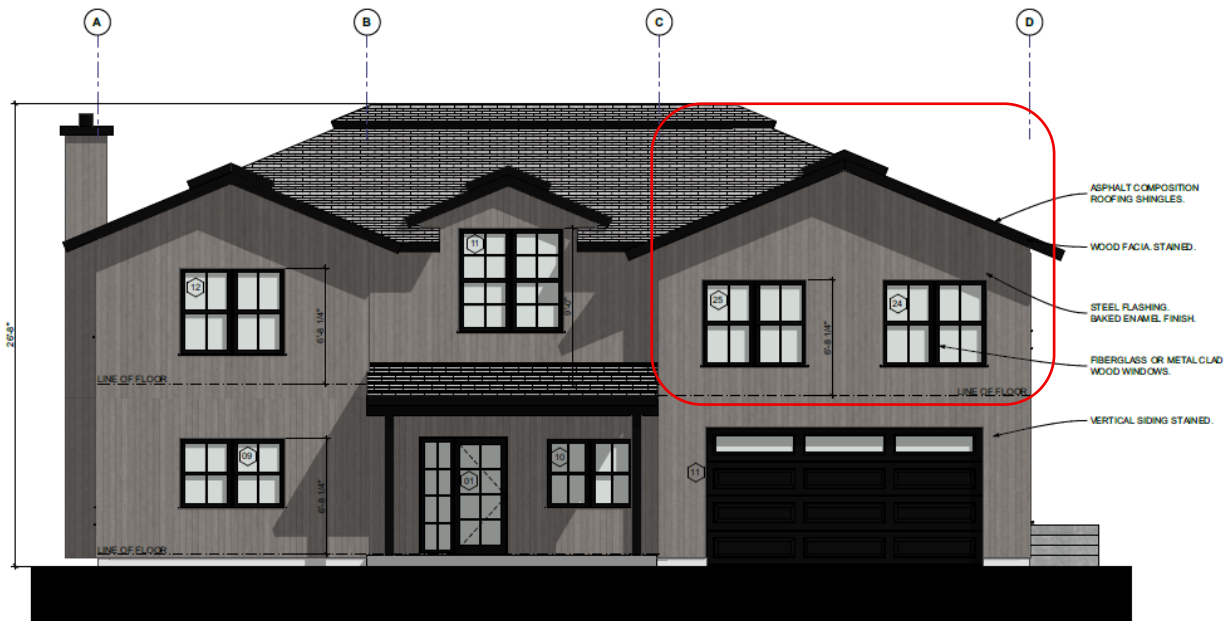 A
B
C
D
26'-8"
ASPHALT COMPOSITION
ROOFING SHINGLES.
WOOD FACIA. STAINED.
11
12
6'-8 1/4"
9'-0"
25
24
6'-8 1/4"
STEEL FLASHING.
BAKED ENAMEL FINISH.
FIBERGLASS OR METAL CLAD
WOOD WINDOWS.
LINE OF FLOOR
LINE OF FLOOR
VERTICAL SIDING STAINED.
09
6'-8 1/4"
01
10
11
LINE OF FLOOR